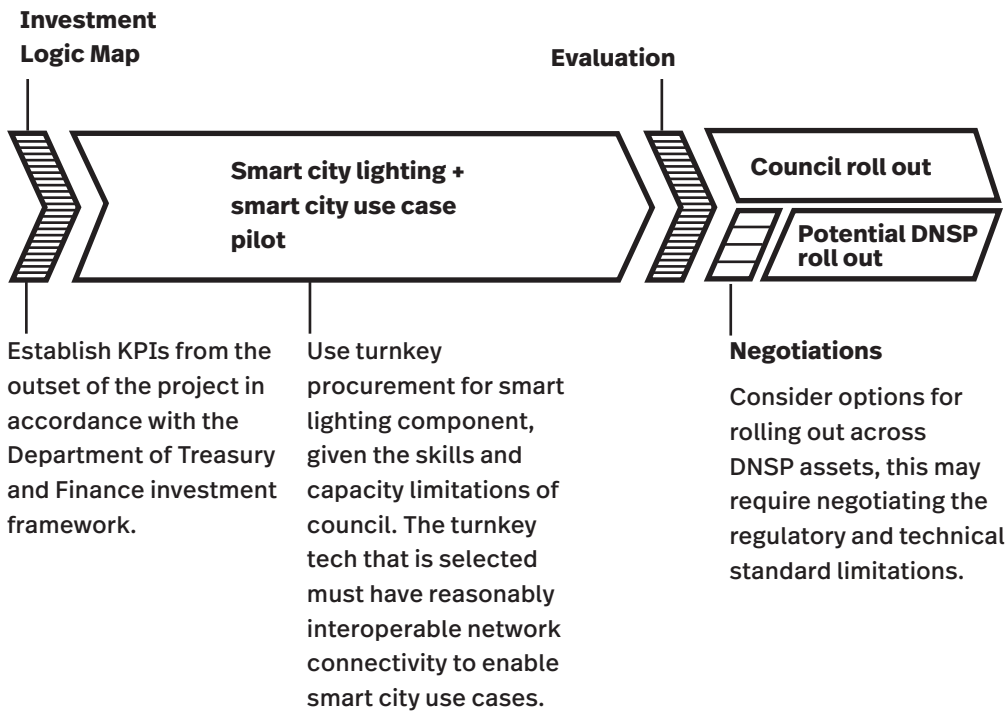 Investment
Logic Map
Evaluation
Smart city lighting +
smart city use case
pilot
Council roll out
Potential DNSP
roll out
Establish KPIs from the
outset of the project in
accordance with the
Department of Treasury
and Finance investment
framework.
Use turnkey
procurement for smart
lighting component,
given the skills and
capacity limitations of
council. The turnkey
tech that is selected
must have reasonably
interoperable network
connectivity to enable
smart city use cases.
Negotiations
Consider options for
rolling out across
DNSP assets, this may
require negotiating the
regulatory and technical
standard limitations.